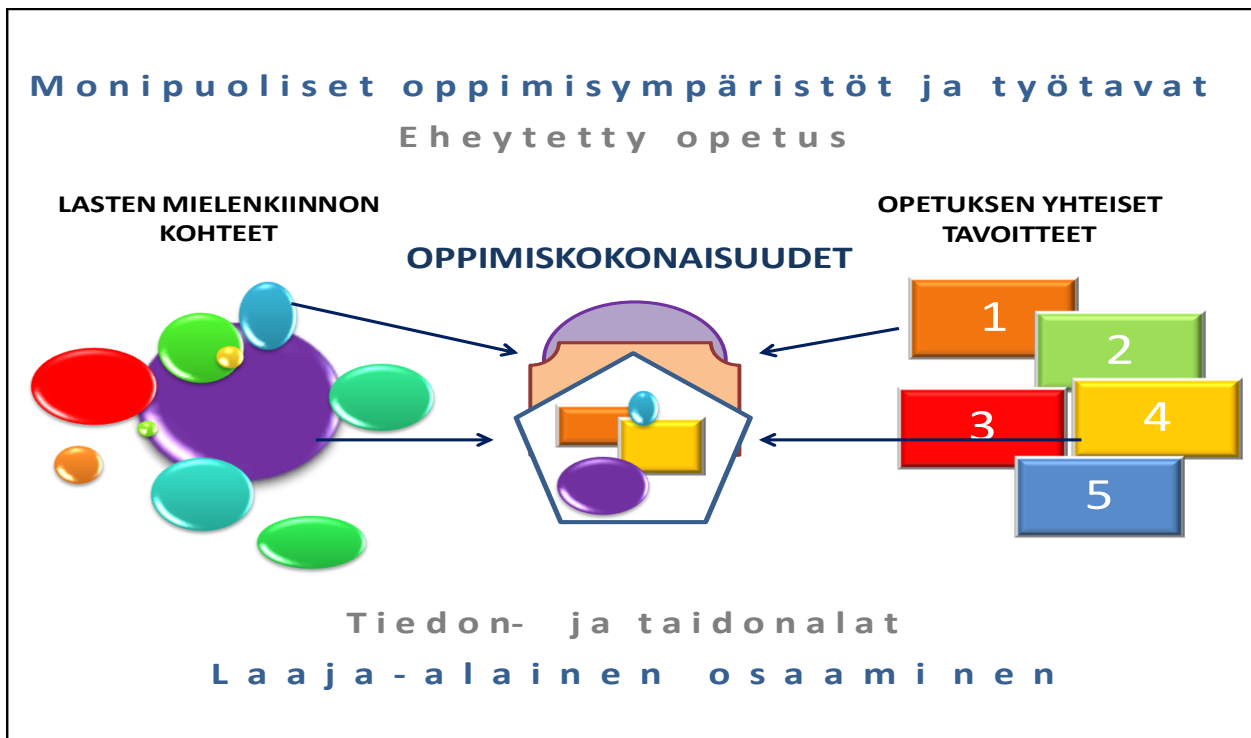 Monipuoliset oppimisympäristöt ja työtavat
Eheytetty opetus
LASTEN MIELENKIINNON
KOHTEET
OPPIMISKOKONAISUUDET
OPETUKSEN YHTEISET
TAVOITTEET
1
2
3
4
5
Tiedon- ja taidonalat
Laaja-alainen osaaminen